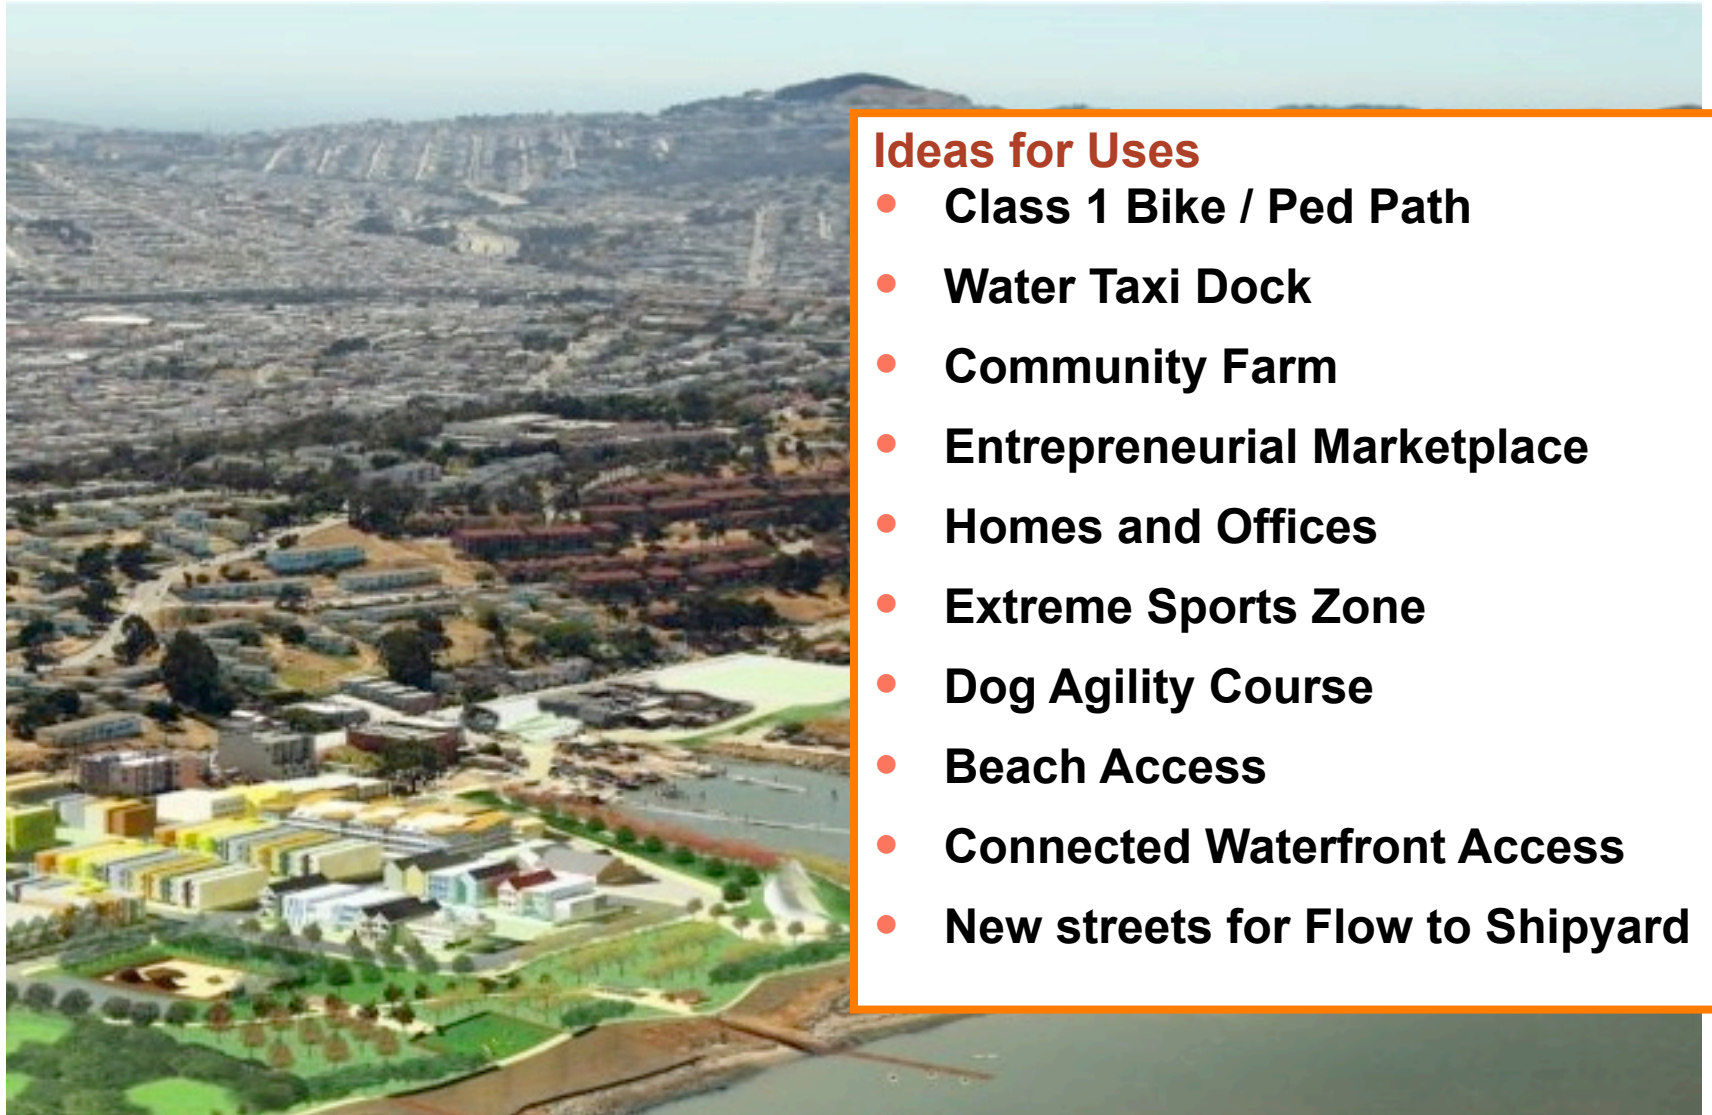 Ideas for Uses
• Class 1 Bike / Ped Path
• Water Taxi Dock
• Community Farm
• Entrepreneurial Marketplace
• Homes and Offices
• Extreme Sports Zone
• Dog Agility Course
• Beach Access
• Connected Waterfront Access
• New streets for Flow to Shipyard